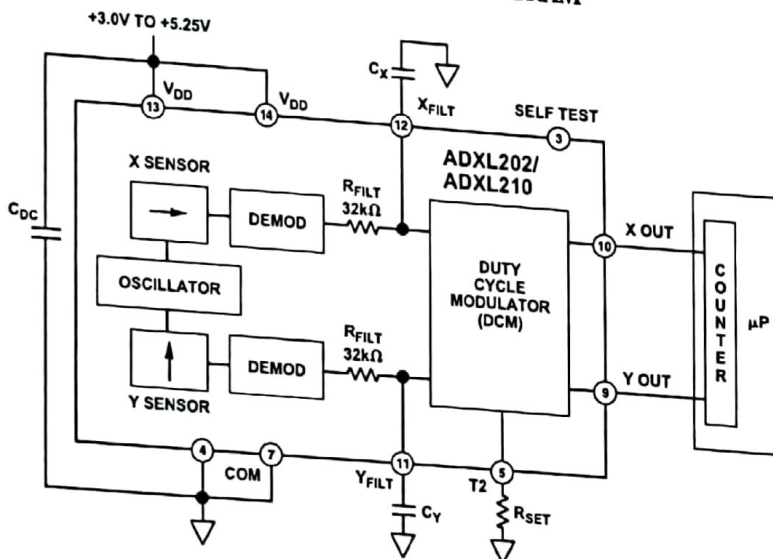 +3.0V TO +5.25V
CX
VDD
13
VDD
14
XFILT
12
SELF TEST
3
X SENSOR
ADXL202/
ADXL210
RFILT
32kΩ
DEMOD
CDC
X OUT
10
OSCILLATOR
DUTY
CYCLE
MODULATOR
(DCM)
COUNTER
μP
RFILT
32kΩ
DEMOD
Y SENSOR
Y OUT
9
4
COM
7
YFILT
11
T2
5
CY
RSET